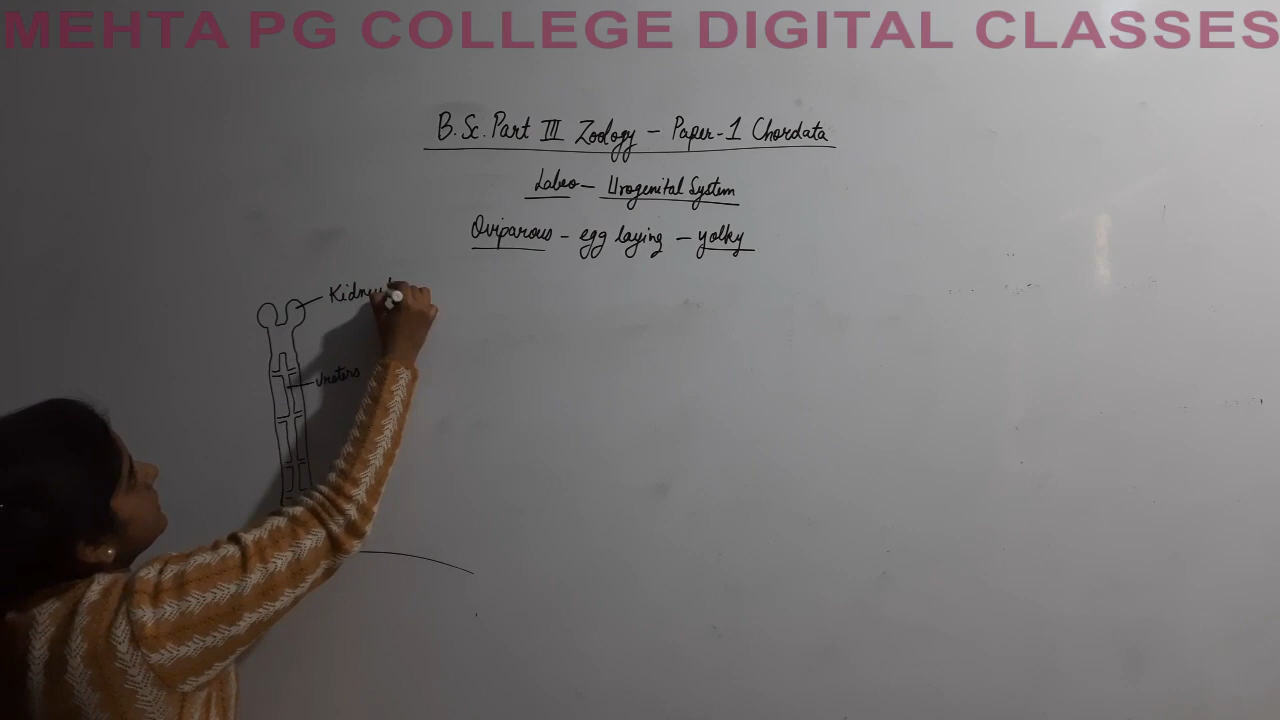 MEHTA PG COLLEGE DIGITAL CLASSES
B.Sc. Part III Zoology - Paper-1 Chordata
Labeo - Urogenital System
Oviparous - egg laying - yolky
Kidney
Ureters